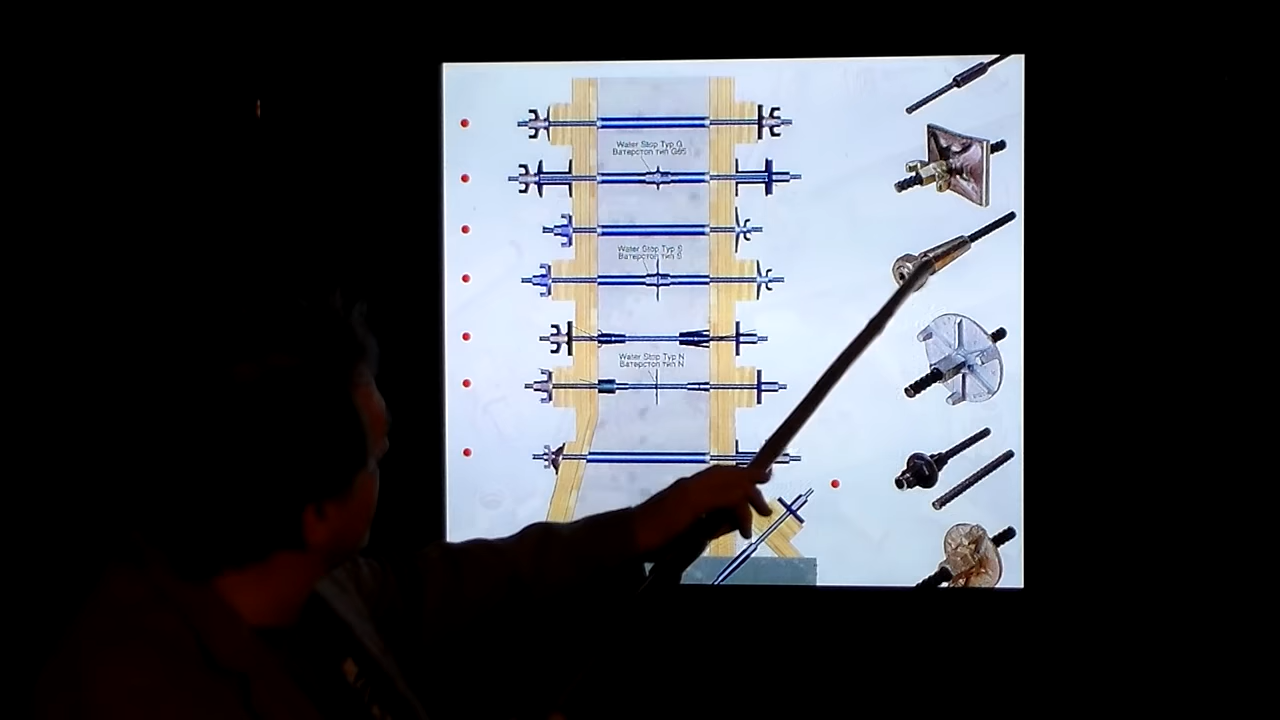 Water Stop Typ G
Ватерстоп тип G65
Water Stop Typ S
Ватерстоп тип S
Water Stop Typ N
Ватерстоп тип N